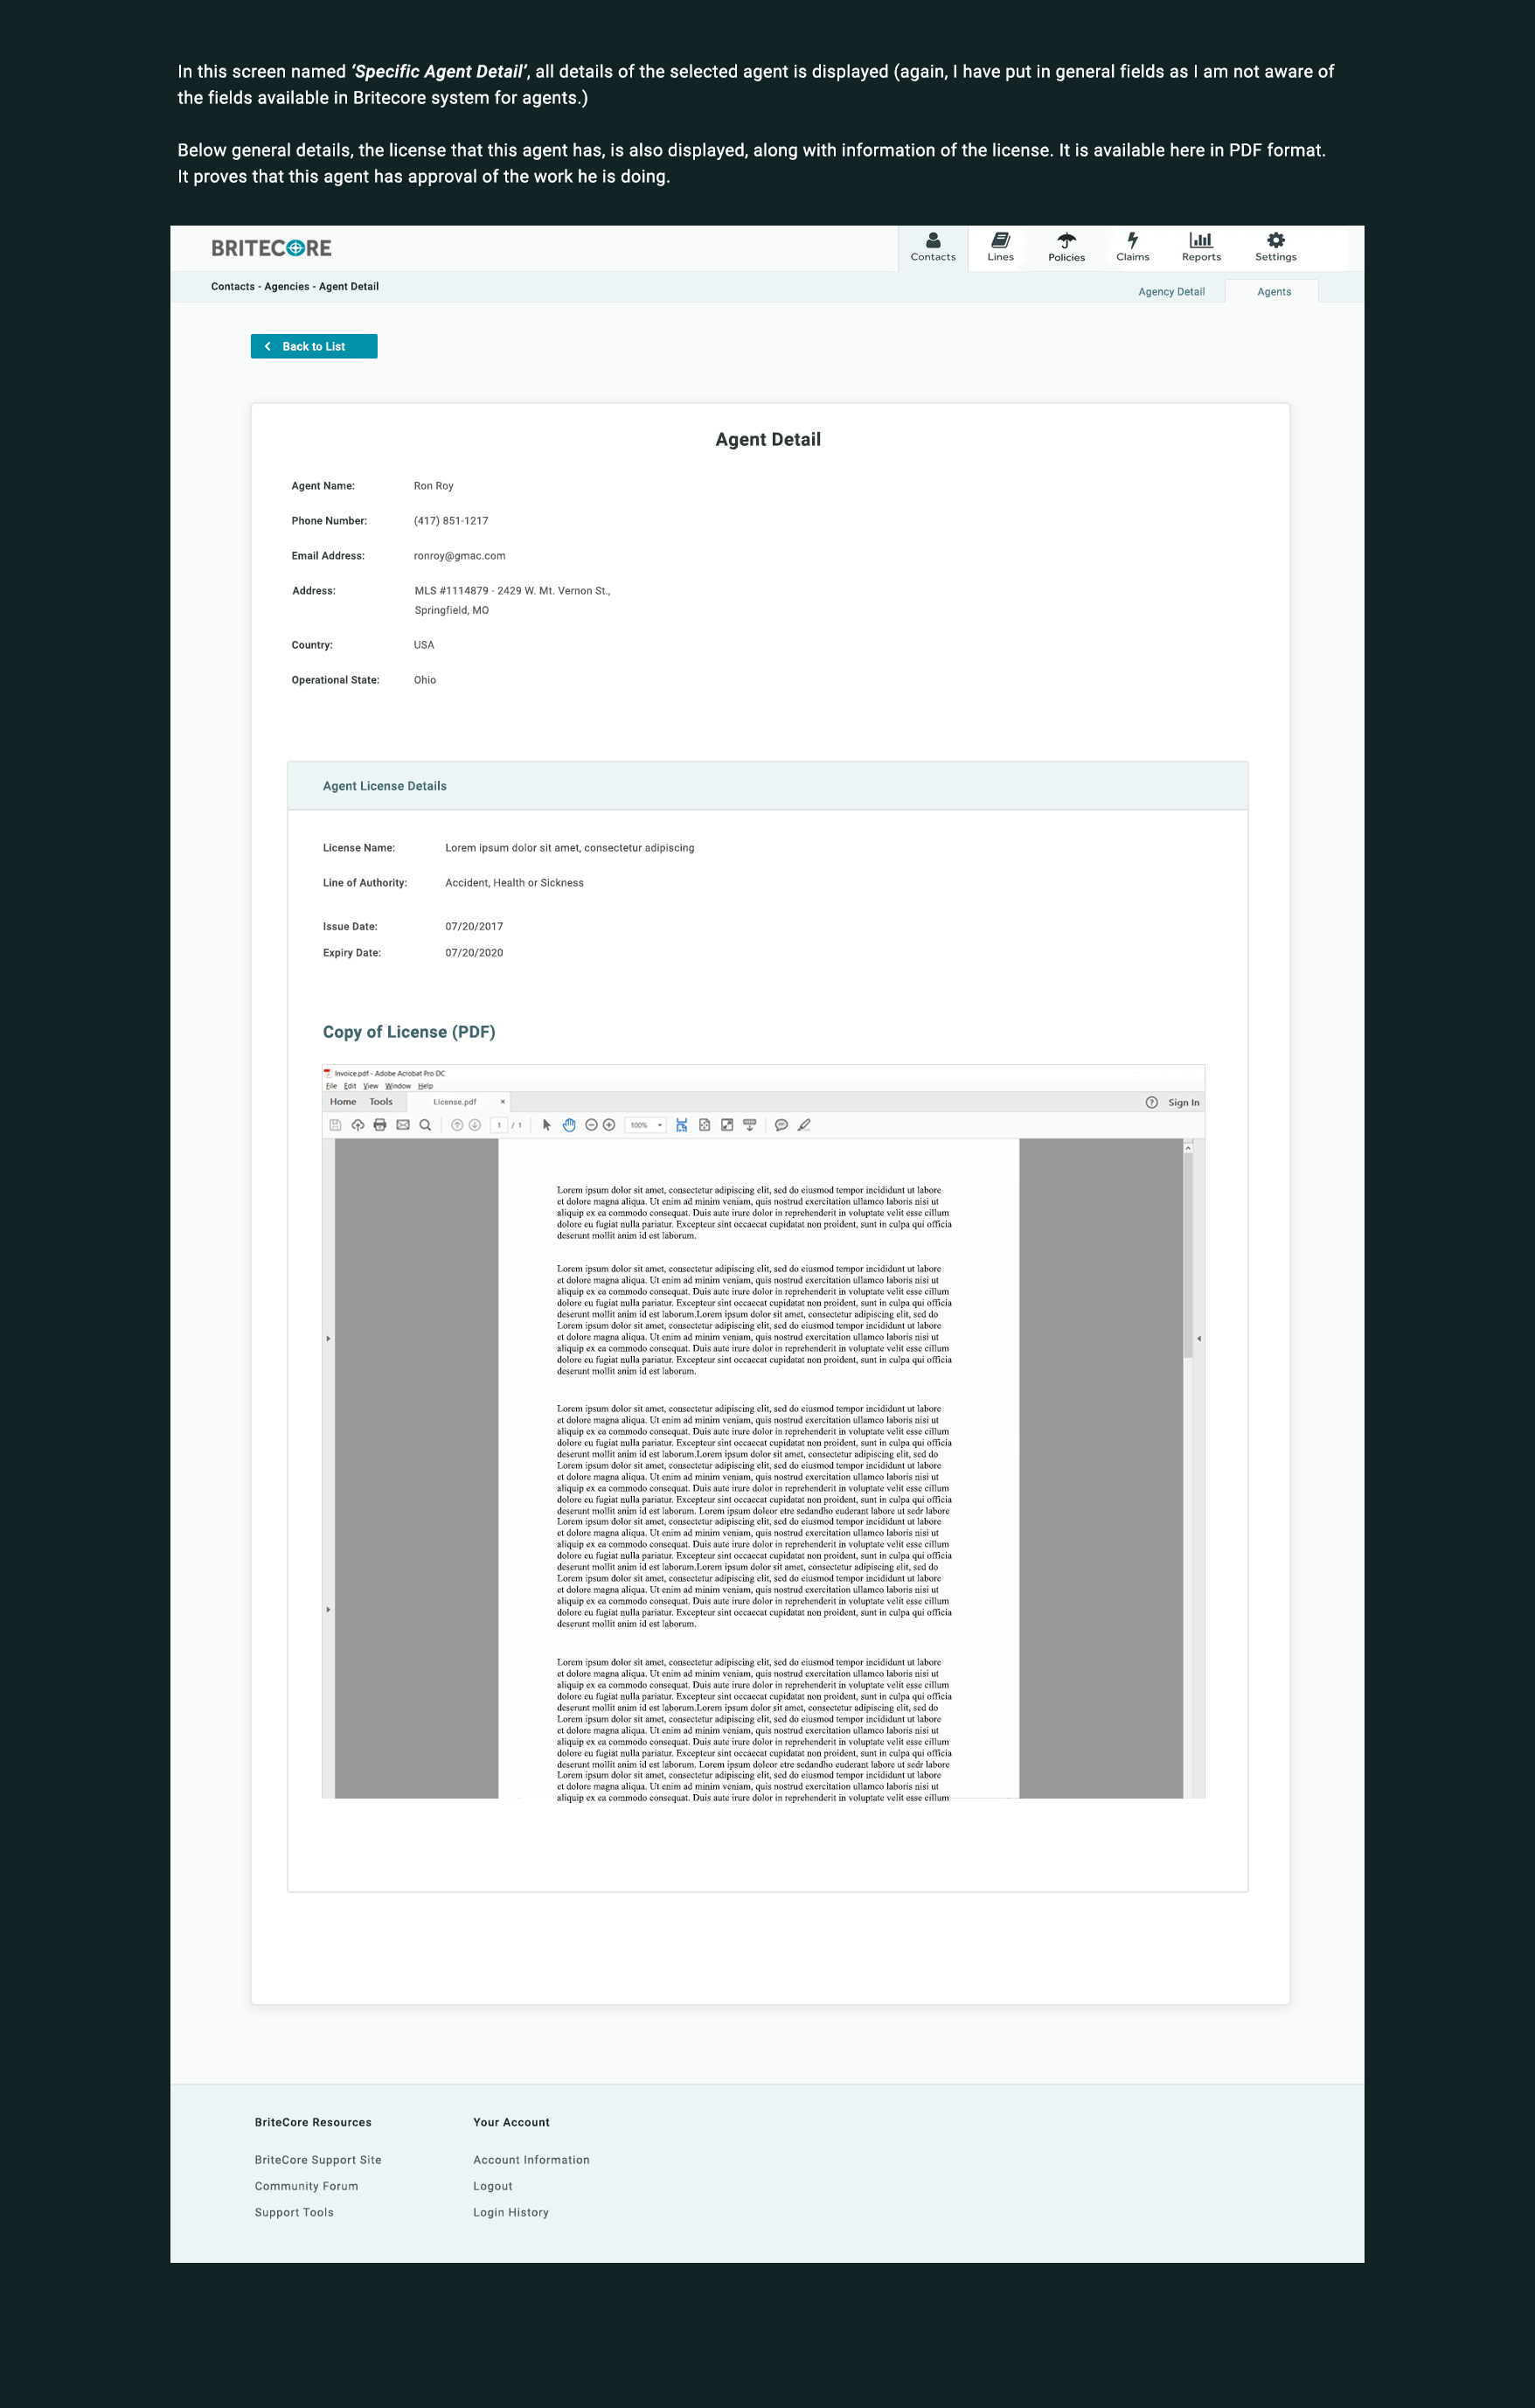 In this screen named ‘Specific Agent Detail’, all details of the selected agent is displayed (again, I have put in general fields as I am not aware of
the fields available in Britecore system for agents.)
Below general details, the license that this agent has, is also displayed, along with information of the license. It is available here in PDF format.
It proves that this agent has approval of the work he is doing.
BRITECORE
Contacts
Lines
Policies
Claims
Reports
Settings
Contacts - Agencies - Agent Detail
Agency Detail
Agents
Back to List
Agent Detail
Agent Name: Ron Roy
Phone Number: (417) 851-1217
Email Address: ronroy@gmac.com
Address: MLS #1114879 - 2429 W. Mt. Vernon St.,
Springfield, MO
Country: USA
Operational State: Ohio
Agent License Details
License Name: Lorem ipsum dolor sit amet, consectetur adipiscing
Line of Authority: Accident, Health or Sickness
Issue Date: 07/20/2017
Expiry Date: 07/20/2020
Copy of License (PDF)
Invoice.pdf - Adobe Acrobat Pro DC
File Edit View Window Help
Home Tools License.pdf × ? Sign In
1 / 1 100%
Lorem ipsum dolor sit amet, consectetur adipiscing elit, sed do eiusmod tempor incididunt ut labore
et dolore magna aliqua. Ut enim ad minim veniam, quis nostrud exercitation ullamco laboris nisi ut
aliquip ex ea commodo consequat. Duis aute irure dolor in reprehenderit in voluptate velit esse cillum
dolore eu fugiat nulla pariatur. Excepteur sint occaecat cupidatat non proident, sunt in culpa qui officia
deserunt mollit anim id est laborum.
Lorem ipsum dolor sit amet, consectetur adipiscing elit, sed do eiusmod tempor incididunt ut labore
et dolore magna aliqua. Ut enim ad minim veniam, quis nostrud exercitation ullamco laboris nisi ut
aliquip ex ea commodo consequat. Duis aute irure dolor in reprehenderit in voluptate velit esse cillum
dolore eu fugiat nulla pariatur. Excepteur sint occaecat cupidatat non proident, sunt in culpa qui officia
deserunt mollit anim id est laborum.Lorem ipsum dolor sit amet, consectetur adipiscing elit, sed do
Lorem ipsum dolor sit amet, consectetur adipiscing elit, sed do eiusmod tempor incididunt ut labore
et dolore magna aliqua. Ut enim ad minim veniam, quis nostrud exercitation ullamco laboris nisi ut
aliquip ex ea commodo consequat. Duis aute irure dolor in reprehenderit in voluptate velit esse cillum
dolore eu fugiat nulla pariatur. Excepteur sint occaecat cupidatat non proident, sunt in culpa qui officia
deserunt mollit anim id est laborum.
Lorem ipsum dolor sit amet, consectetur adipiscing elit, sed do eiusmod tempor incididunt ut labore
et dolore magna aliqua. Ut enim ad minim veniam, quis nostrud exercitation ullamco laboris nisi ut
aliquip ex ea commodo consequat. Duis aute irure dolor in reprehenderit in voluptate velit esse cillum
dolore eu fugiat nulla pariatur. Excepteur sint occaecat cupidatat non proident, sunt in culpa qui officia
deserunt mollit anim id est laborum.Lorem ipsum dolor sit amet, consectetur adipiscing elit, sed do
Lorem ipsum dolor sit amet, consectetur adipiscing elit, sed do eiusmod tempor incididunt ut labore
et dolore magna aliqua. Ut enim ad minim veniam, quis nostrud exercitation ullamco laboris nisi ut
aliquip ex ea commodo consequat. Duis aute irure dolor in reprehenderit in voluptate velit esse cillum
dolore eu fugiat nulla pariatur. Excepteur sint occaecat cupidatat non proident, sunt in culpa qui officia
deserunt mollit anim id est laborum. Lorem ipsum doleor etre sedandho euderant labore ut sedr labore
Lorem ipsum dolor sit amet, consectetur adipiscing elit, sed do eiusmod tempor incididunt ut labore
et dolore magna aliqua. Ut enim ad minim veniam, quis nostrud exercitation ullamco laboris nisi ut
aliquip ex ea commodo consequat. Duis aute irure dolor in reprehenderit in voluptate velit esse cillum
dolore eu fugiat nulla pariatur. Excepteur sint occaecat cupidatat non proident, sunt in culpa qui officia
deserunt mollit anim id est laborum.Lorem ipsum dolor sit amet, consectetur adipiscing elit, sed do
Lorem ipsum dolor sit amet, consectetur adipiscing elit, sed do eiusmod tempor incididunt ut labore
et dolore magna aliqua. Ut enim ad minim veniam, quis nostrud exercitation ullamco laboris nisi ut
aliquip ex ea commodo consequat. Duis aute irure dolor in reprehenderit in voluptate velit esse cillum
dolore eu fugiat nulla pariatur. Excepteur sint occaecat cupidatat non proident, sunt in culpa qui officia
deserunt mollit anim id est laborum.
Lorem ipsum dolor sit amet, consectetur adipiscing elit, sed do eiusmod tempor incididunt ut labore
et dolore magna aliqua. Ut enim ad minim veniam, quis nostrud exercitation ullamco laboris nisi ut
aliquip ex ea commodo consequat. Duis aute irure dolor in reprehenderit in voluptate velit esse cillum
dolore eu fugiat nulla pariatur. Excepteur sint occaecat cupidatat non proident, sunt in culpa qui officia
deserunt mollit anim id est laborum.Lorem ipsum dolor sit amet, consectetur adipiscing elit, sed do
Lorem ipsum dolor sit amet, consectetur adipiscing elit, sed do eiusmod tempor incididunt ut labore
et dolore magna aliqua. Ut enim ad minim veniam, quis nostrud exercitation ullamco laboris nisi ut
aliquip ex ea commodo consequat. Duis aute irure dolor in reprehenderit in voluptate velit esse cillum
dolore eu fugiat nulla pariatur. Excepteur sint occaecat cupidatat non proident, sunt in culpa qui officia
deserunt mollit anim id est laborum. Lorem ipsum doleor etre sedandho euderant labore ut sedr labore
Lorem ipsum dolor sit amet, consectetur adipiscing elit, sed do eiusmod tempor incididunt ut labore
et dolore magna aliqua. Ut enim ad minim veniam, quis nostrud exercitation ullamco laboris nisi ut
aliquip ex ea commodo consequat. Duis aute irure dolor in reprehenderit in voluptate velit esse cillum
BriteCore Resources
BriteCore Support Site
Community Forum
Support Tools
Your Account
Account Information
Logout
Login History